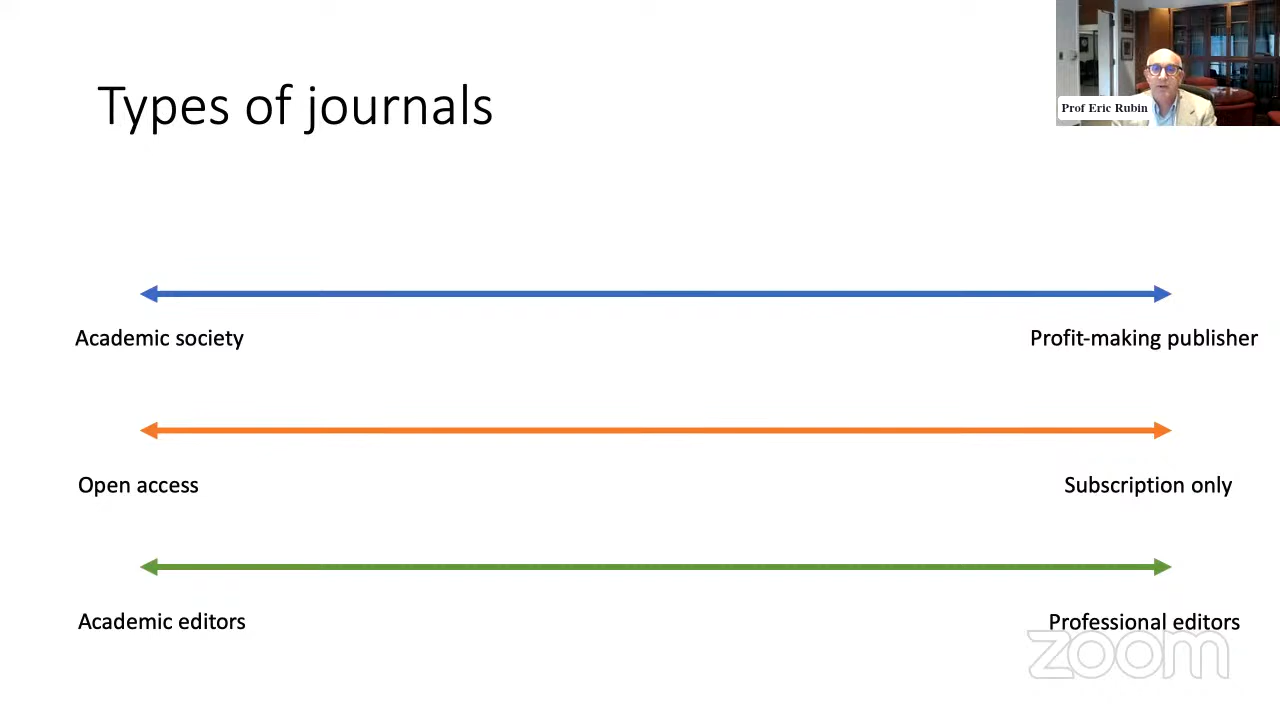 Types of journals
Prof Eric Rubin
Academic society
Profit-making publisher
Open access
Subscription only
Academic editors
Professional editors
zoom